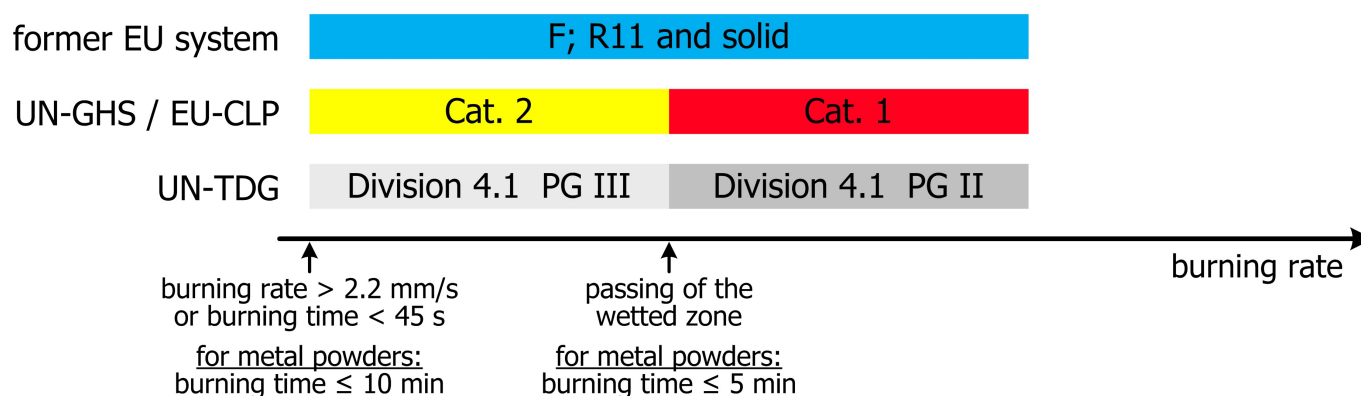 former EU system
F; R11 and solid
UN-GHS / EU-CLP
Cat. 2
Cat. 1
UN-TDG
Division 4.1 PG III
Division 4.1 PG II
burning rate
burning rate > 2.2 mm/s
or burning time < 45 s
for metal powders:
burning time ≤ 10 min
passing of the
wetted zone
for metal powders:
burning time ≤ 5 min